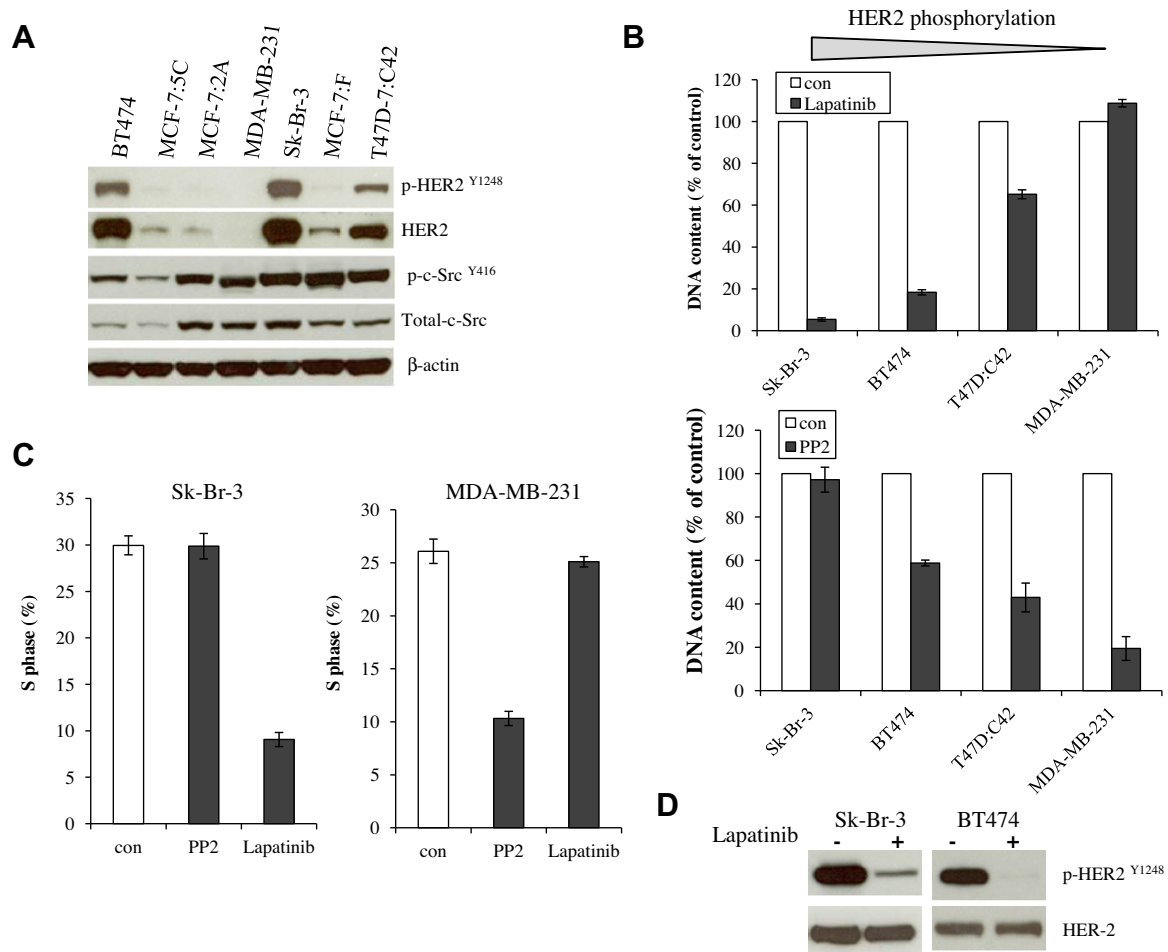 A
BT474
MCF-7:5C
MCF-7:2A
MDA-MB-231
Sk-Br-3
MCF-7:F
T47D-7:C42
p-HER2 Y1248
HER2
p-c-Src Y416
Total-c-Src
β-actin
B
HER2 phosphorylation
con
Lapatinib
DNA content (% of control)
120
100
80
60
40
20
0
Sk-Br-3
BT474
T47D:C42
MDA-MB-231
con
PP2
DNA content (% of control)
120
100
80
60
40
20
0
Sk-Br-3
BT474
T47D:C42
MDA-MB-231
C
Sk-Br-3
S phase (%)
35
30
25
20
15
10
5
0
con PP2 Lapatinib
MDA-MB-231
S phase (%)
30
25
20
15
10
5
0
con PP2 Lapatinib
D
Sk-Br-3 BT474
Lapatinib - + - +
p-HER2 Y1248
HER-2